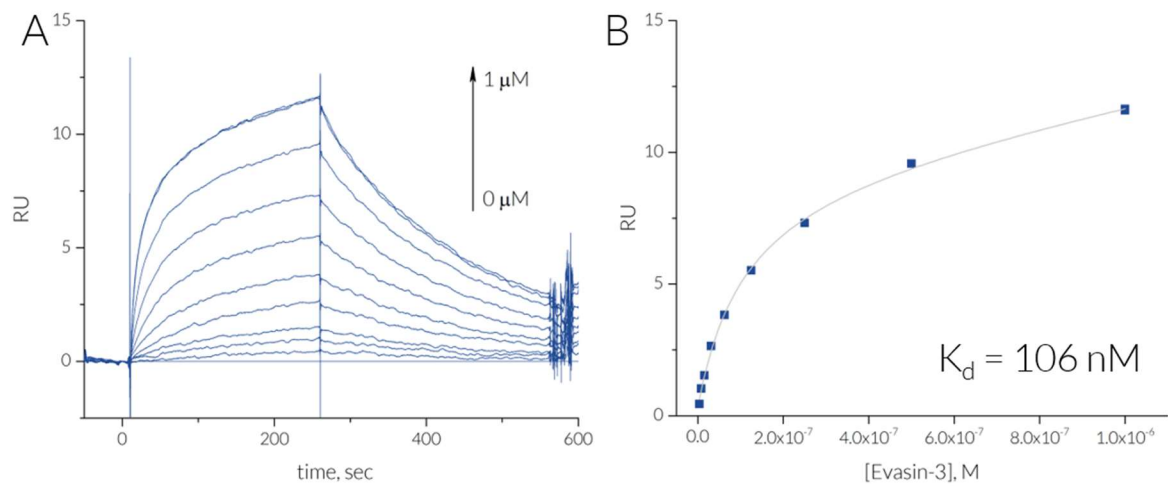 A
15
10
5
0
RU
1 μM
0 μM
0
200
400
600
time, sec
B
15
10
5
0
RU
K_d = 106 nM
0.0
2.0x10⁻⁷
4.0x10⁻⁷
6.0x10⁻⁷
8.0x10⁻⁷
1.0x10⁻⁶
[Evasin-3], M